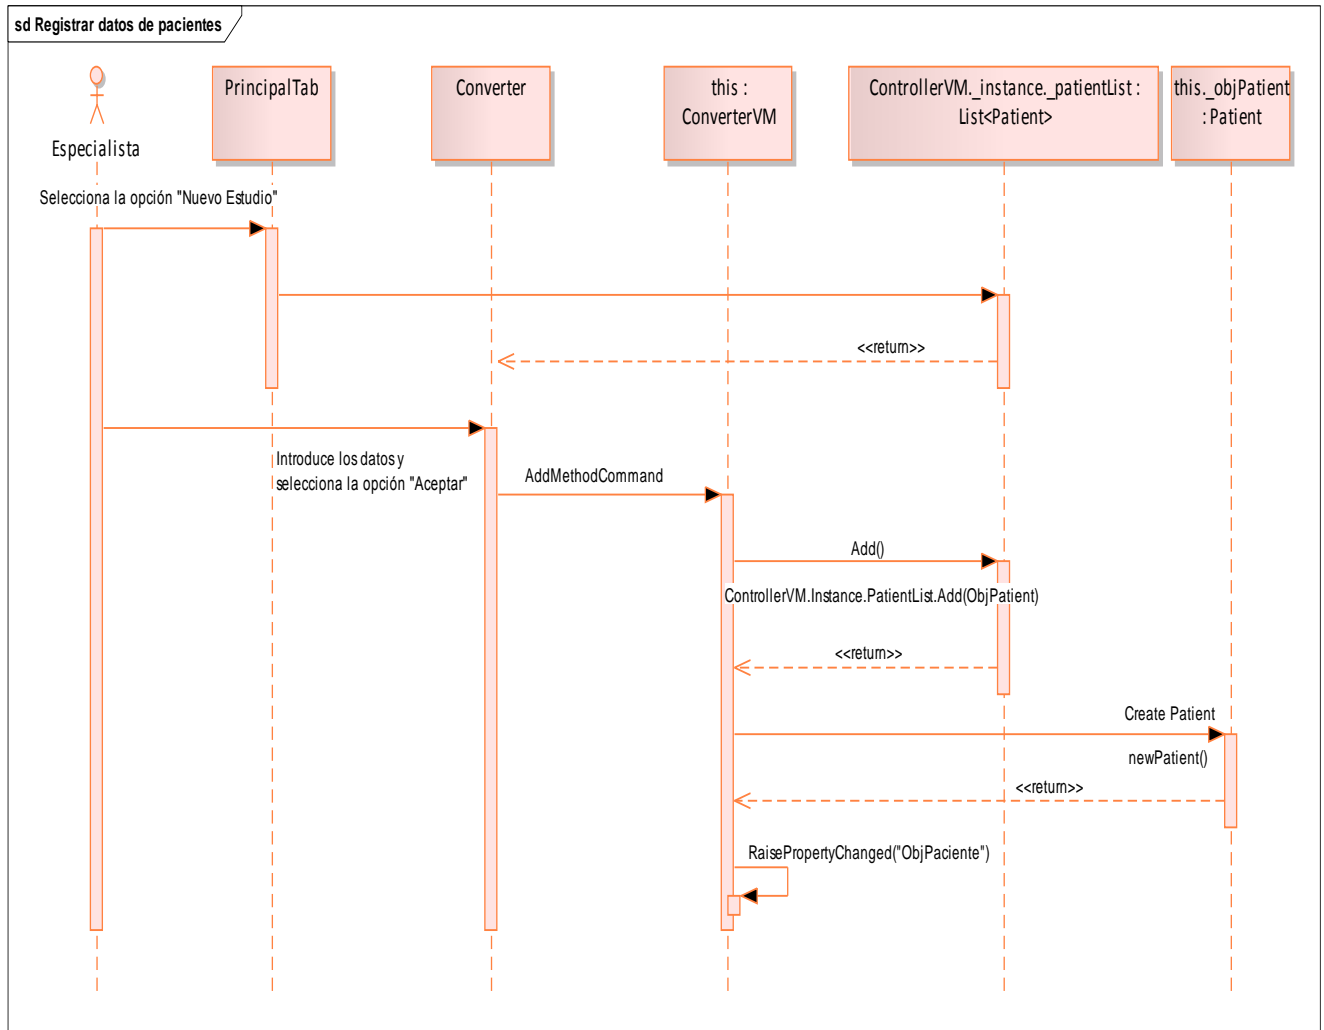 sd Registrar datos de pacientes
Especialista
PrincipalTab
Converter
this :
ConverterVM
ControllerVM._instance._patientList :
List<Patient>
this._objPatient
: Patient
Selecciona la opción "Nuevo Estudio"
<<return>>
Introduce los datos y
selecciona la opción "Aceptar"
AddMethodCommand
Add()
ControllerVM.Instance.PatientList.Add(ObjPatient)
<<return>>
Create Patient
newPatient()
<<return>>
RaisePropertyChanged("ObjPaciente")